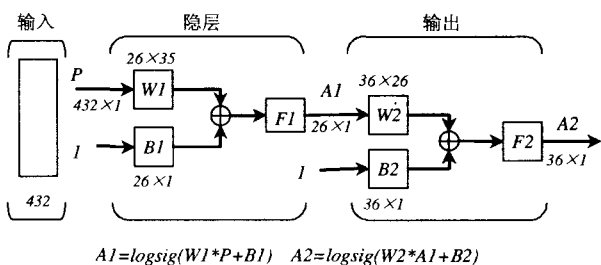 输入
隐层
输出
P
432×1
26×35
W1
1
B1
26×1
F1
A1
26×1
36×26
W2
1
B2
36×1
F2
A2
36×1
432
A1=logsig(W1*P+B1) A2=logsig(W2*A1+B2)